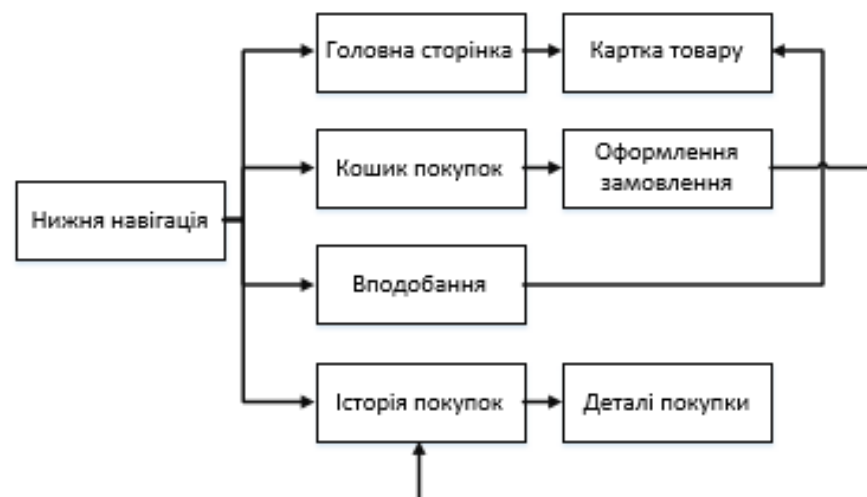 Головна сторінка
Картка товару
Кошик покупок
Оформлення
замовлення
Нижня навігація
Вподобання
Історія покупок
Деталі покупки